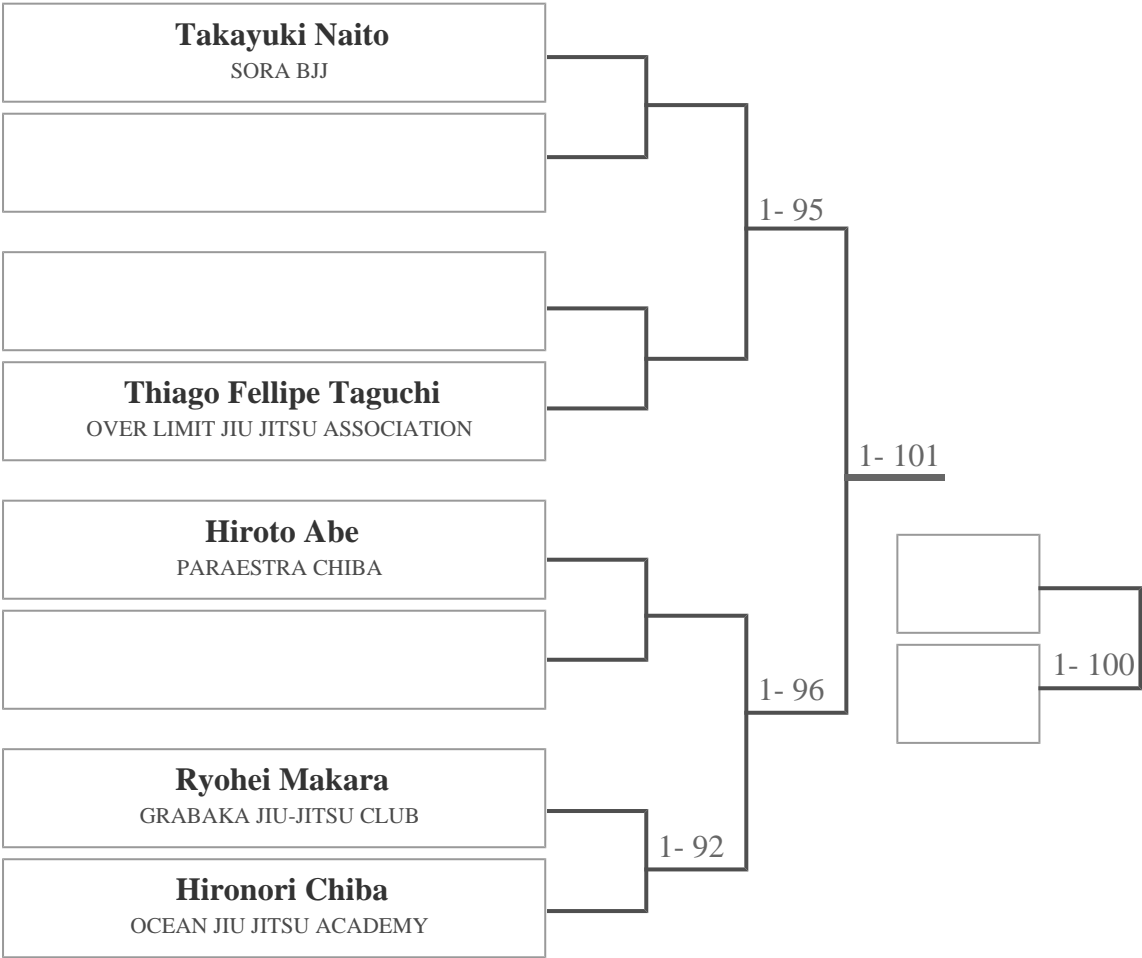 Takayuki Naito
SORA BJJ
1- 95
Thiago Fellipe Taguchi
OVER LIMIT JIU JITSU ASSOCIATION
1- 101
Hiroto Abe
PARAESTRA CHIBA
1- 100
1- 96
Ryohei Makara
GRABAKA JIU-JITSU CLUB
1- 92
Hironori Chiba
OCEAN JIU JITSU ACADEMY